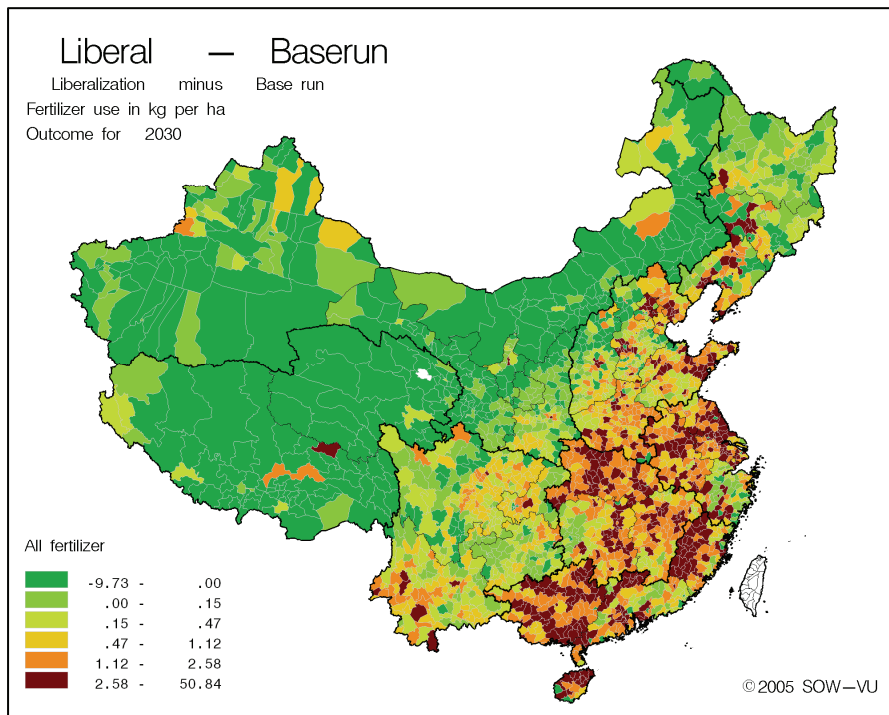 Liberal — Baserun
Liberalization minus Base run
Fertilizer use in kg per ha
Outcome for 2030
All fertilizer
-9.73 - .00
.00 - .15
.15 - .47
.47 - 1.12
1.12 - 2.58
2.58 - 50.84
©2005 SOW—VU